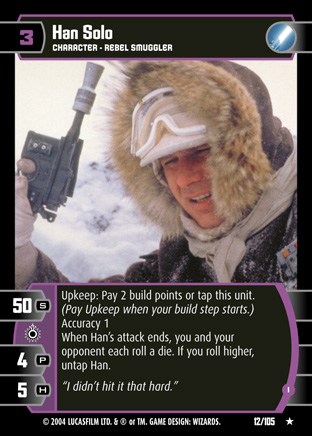 3
Han Solo
CHARACTER • REBEL SMUGGLER
50 S
4 P
5 H
Upkeep: Pay 2 build points or tap this unit.
(Pay Upkeep when your build step starts.)
Accuracy 1
When Han's attack ends, you and your
opponent each roll a die. If you roll higher,
untap Han.
"I didn't hit it that hard."
I
© 2004 LUCASFILM LTD. & ® or TM. GAME DESIGN: WIZARDS.
12/105